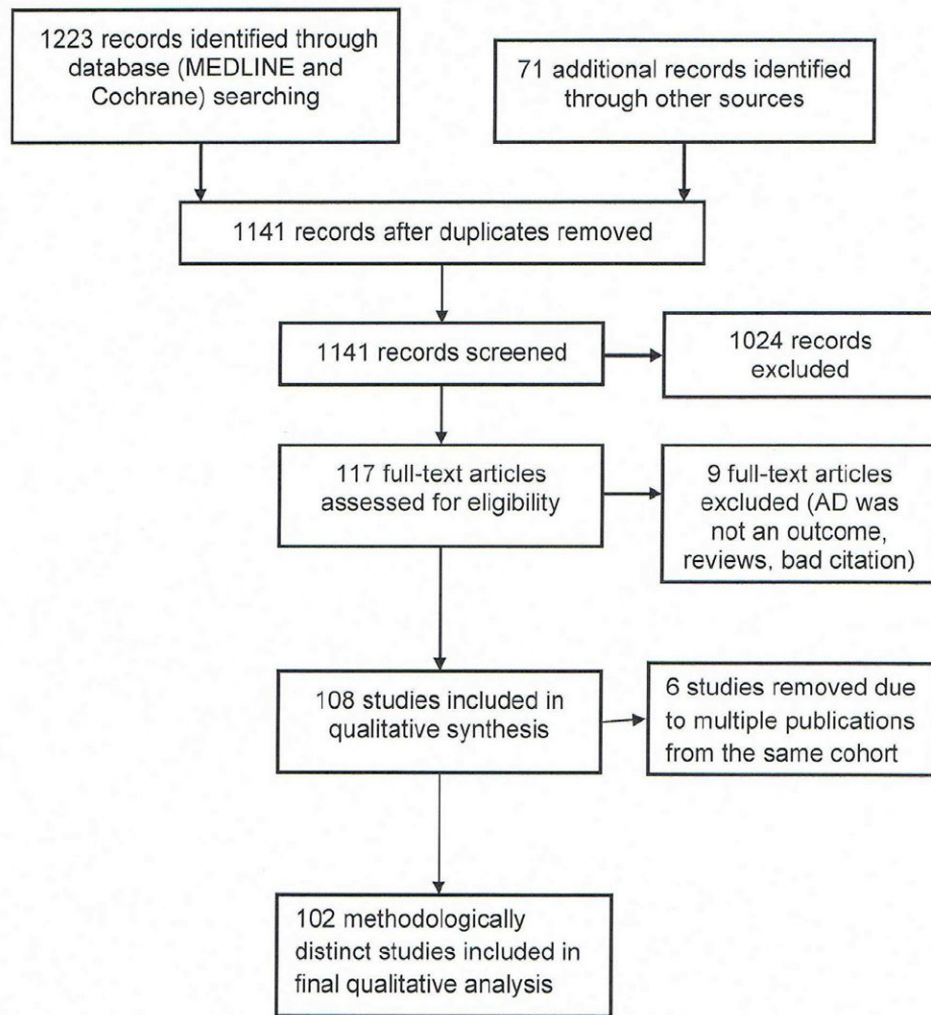 1223 records identified through
database (MEDLINE and
Cochrane) searching
71 additional records identified
through other sources
1141 records after duplicates removed
1141 records screened
1024 records
excluded
117 full-text articles
assessed for eligibility
9 full-text articles
excluded (AD was
not an outcome,
reviews, bad citation)
108 studies included in
qualitative synthesis
6 studies removed due
to multiple publications
from the same cohort
102 methodologically
distinct studies included in
final qualitative analysis